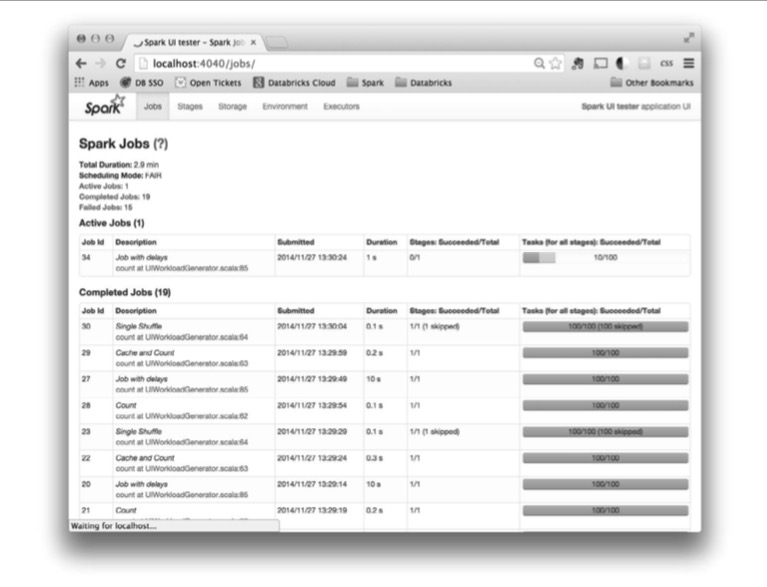 Spark UI tester – Spark Job
localhost:4040/jobs/
CSS
Apps DB SSO Open Tickets Databricks Cloud Spark Databricks Other Bookmarks
Spark Jobs Stages Storage Environment Executors Spark UI tester application UI
Spark Jobs (?)
Total Duration: 2.9 min
Scheduling Mode: FAIR
Active Jobs: 1
Completed Jobs: 19
Failed Jobs: 15
Active Jobs (1)
Job Id Description Submitted Duration Stages: Succeeded/Total Tasks (for all stages): Succeeded/Total
34 Job with delays 2014/11/27 13:30:24 1 s 0/1 10/100
count at UIWorkloadGenerator.scala:85
Completed Jobs (19)
Job Id Description Submitted Duration Stages: Succeeded/Total Tasks (for all stages): Succeeded/Total
30 Single Shuffle 2014/11/27 13:30:04 0.1 s 1/1 (1 skipped) 100/100 (100 skipped)
count at UIWorkloadGenerator.scala:64
29 Cache and Count 2014/11/27 13:29:59 0.2 s 1/1 100/100
count at UIWorkloadGenerator.scala:63
27 Job with delays 2014/11/27 13:29:49 10 s 1/1 100/100
count at UIWorkloadGenerator.scala:85
28 Count 2014/11/27 13:29:54 0.1 s 1/1 100/100
count at UIWorkloadGenerator.scala:62
23 Single Shuffle 2014/11/27 13:29:29 0.1 s 1/1 (1 skipped) 100/100 (100 skipped)
count at UIWorkloadGenerator.scala:64
22 Cache and Count 2014/11/27 13:29:24 0.3 s 1/1 100/100
count at UIWorkloadGenerator.scala:63
20 Job with delays 2014/11/27 13:29:14 10 s 1/1 100/100
count at UIWorkloadGenerator.scala:85
21 Count 2014/11/27 13:29:19 0.2 s 1/1 100/100
Waiting for localhost...